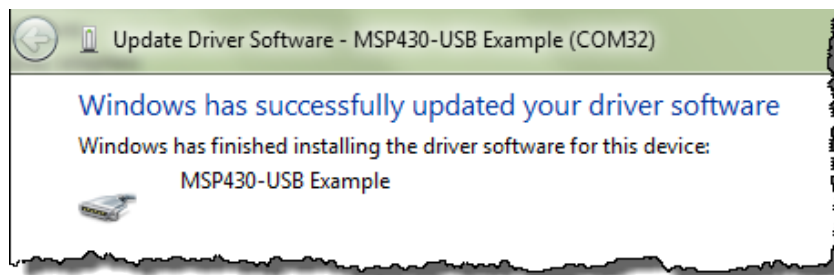 Update Driver Software - MSP430-USB Example (COM32)
Windows has successfully updated your driver software
Windows has finished installing the driver software for this device:
MSP430-USB Example